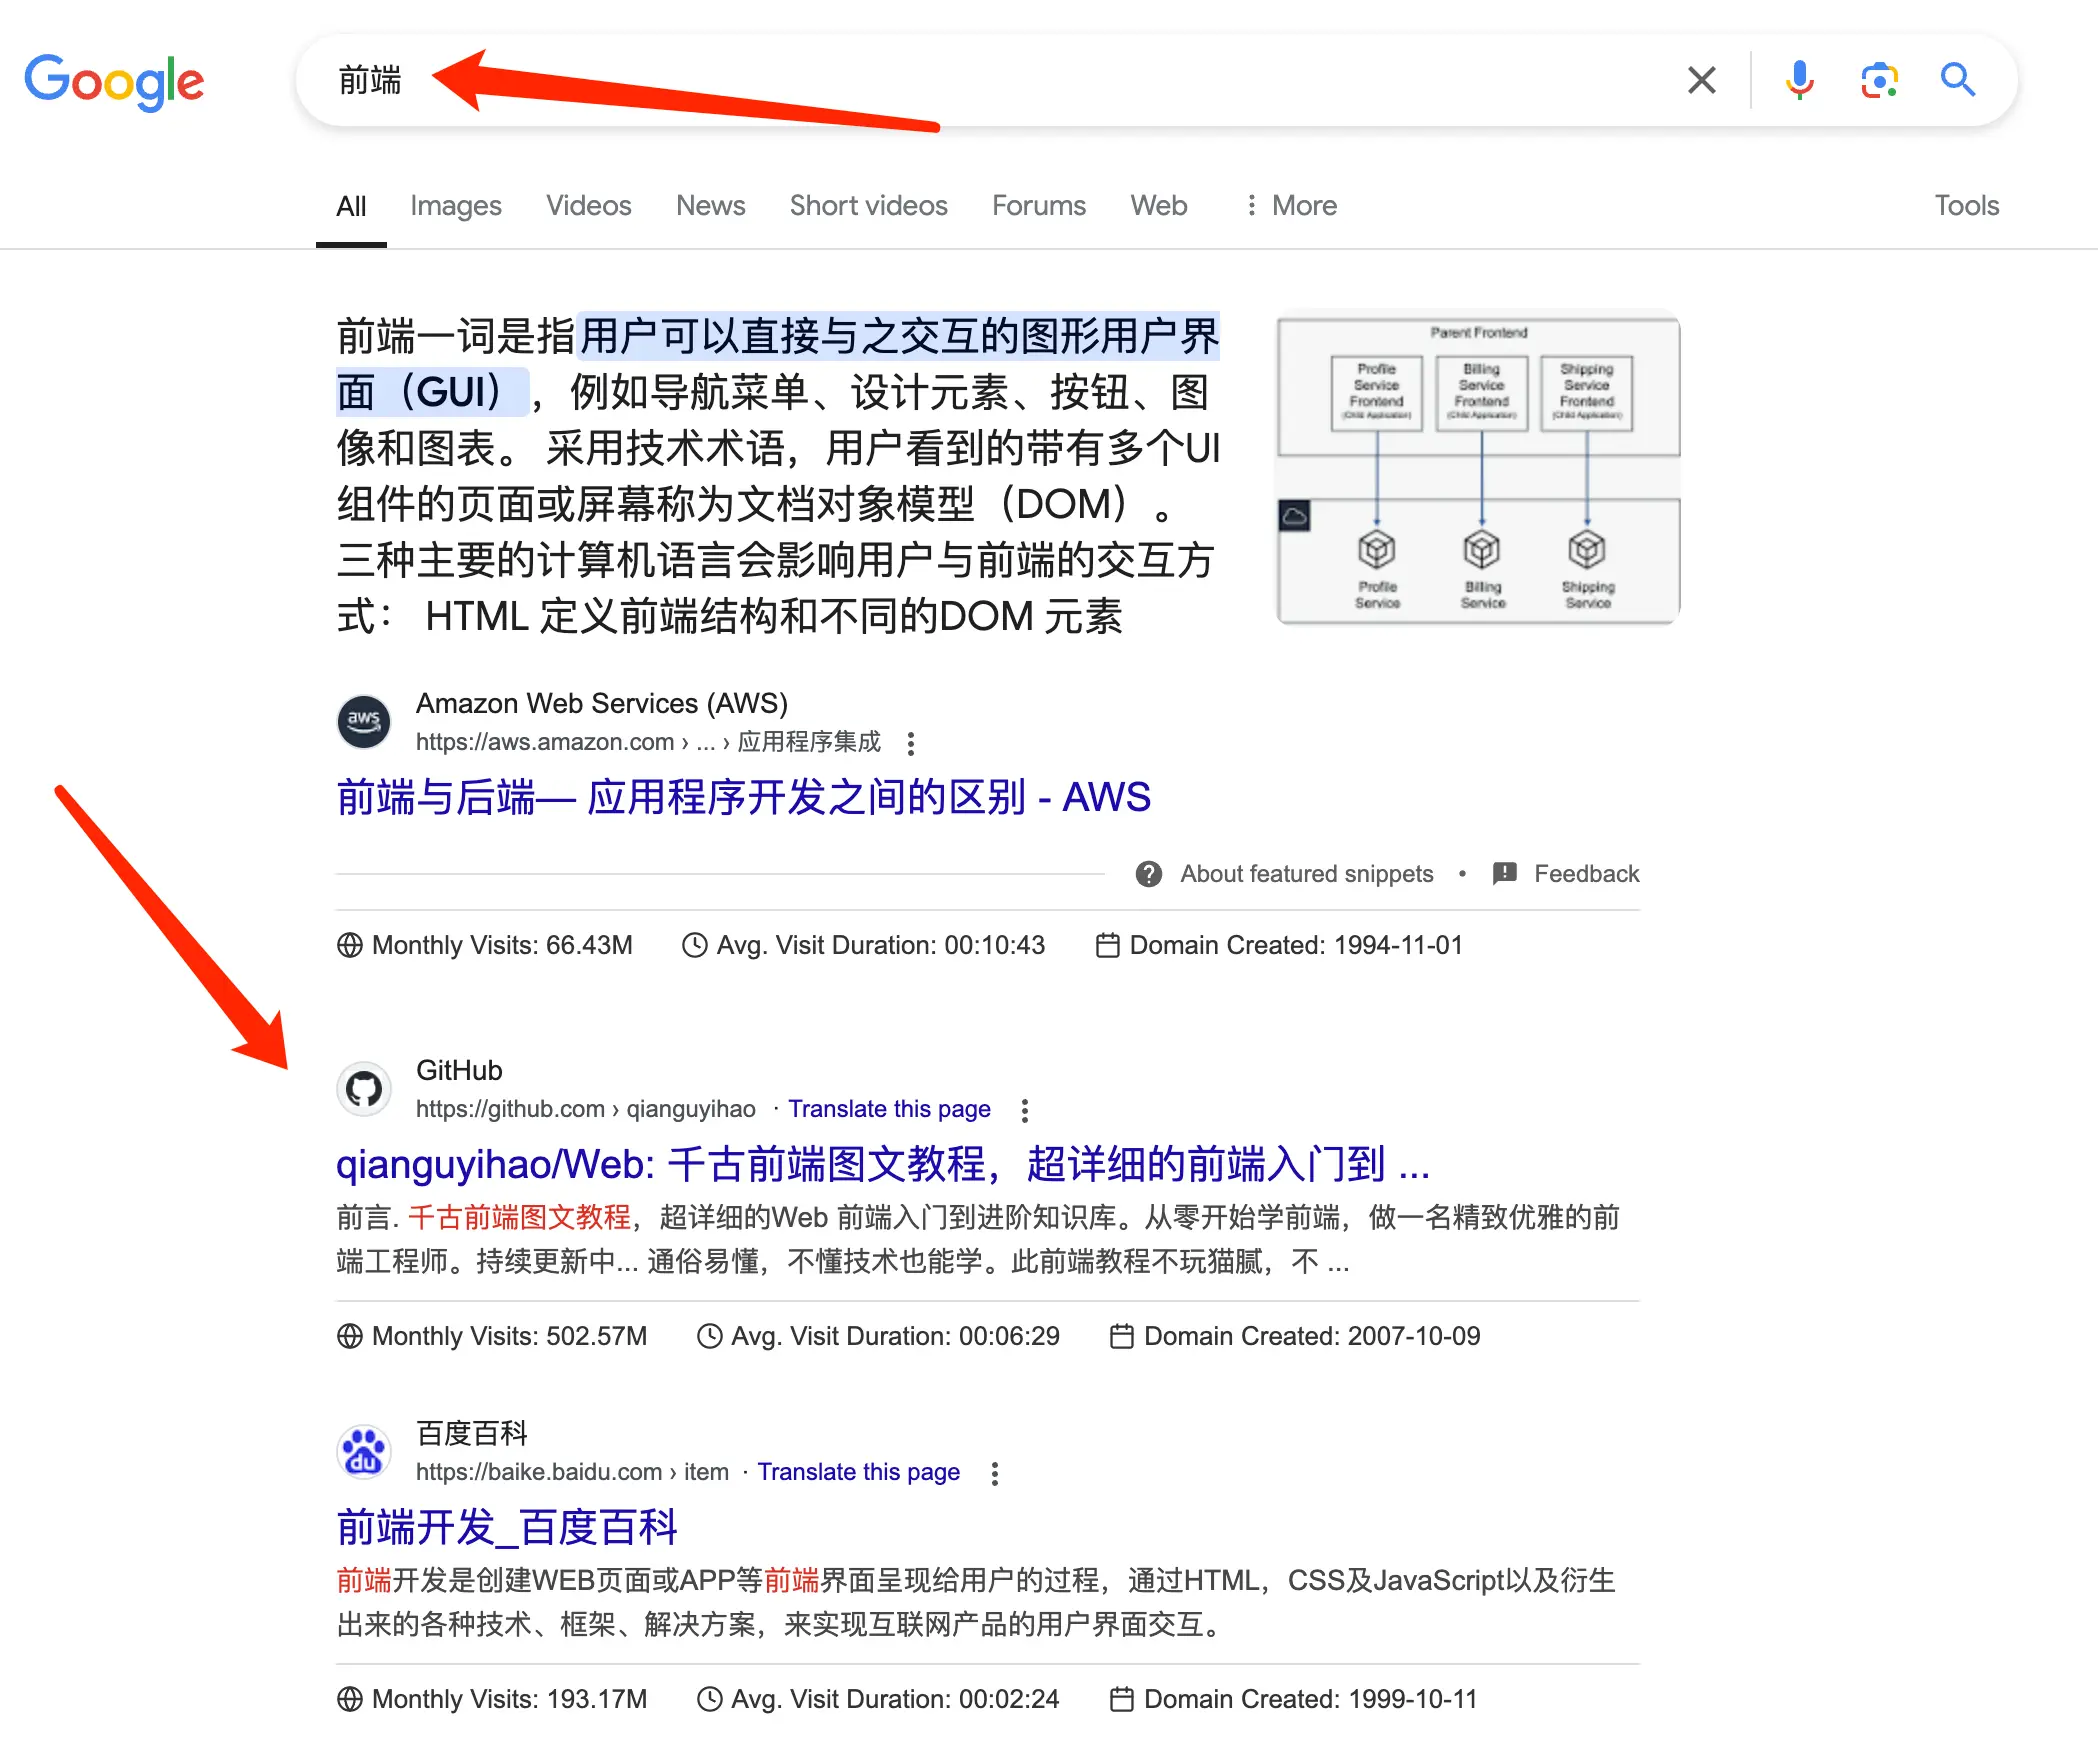 Google
前端
All Images Videos News Short videos Forums Web More Tools
前端一词是指用户可以直接与之交互的图形用户界
面（GUI），例如导航菜单、设计元素、按钮、图
像和图表。 采用技术术语，用户看到的带有多个UI
组件的页面或屏幕称为文档对象模型（DOM）。
三种主要的计算机语言会影响用户与前端的交互方
式： HTML 定义前端结构和不同的DOM 元素
Parent Frontend
Profile Service Frontend (Child Application)
Billing Service Frontend (Child Application)
Shipping Service Frontend (Child Application)
Profile Service
Billing Service
Shipping Service
aws
Amazon Web Services (AWS)
https://aws.amazon.com › ... › 应用程序集成
前端与后端— 应用程序开发之间的区别 - AWS
About featured snippets • Feedback
Monthly Visits: 66.43M Avg. Visit Duration: 00:10:43 Domain Created: 1994-11-01
GitHub
https://github.com › qianguyihao · Translate this page
qianguyihao/Web: 千古前端图文教程，超详细的前端入门到 ...
前言. 千古前端图文教程，超详细的Web 前端入门到进阶知识库。从零开始学前端，做一名精致优雅的前
端工程师。持续更新中... 通俗易懂，不懂技术也能学。此前端教程不玩猫腻，不 ...
Monthly Visits: 502.57M Avg. Visit Duration: 00:06:29 Domain Created: 2007-10-09
du
百度百科
https://baike.baidu.com › item · Translate this page
前端开发_百度百科
前端开发是创建WEB页面或APP等前端界面呈现给用户的过程，通过HTML，CSS及JavaScript以及衍生
出来的各种技术、框架、解决方案，来实现互联网产品的用户界面交互。
Monthly Visits: 193.17M Avg. Visit Duration: 00:02:24 Domain Created: 1999-10-11